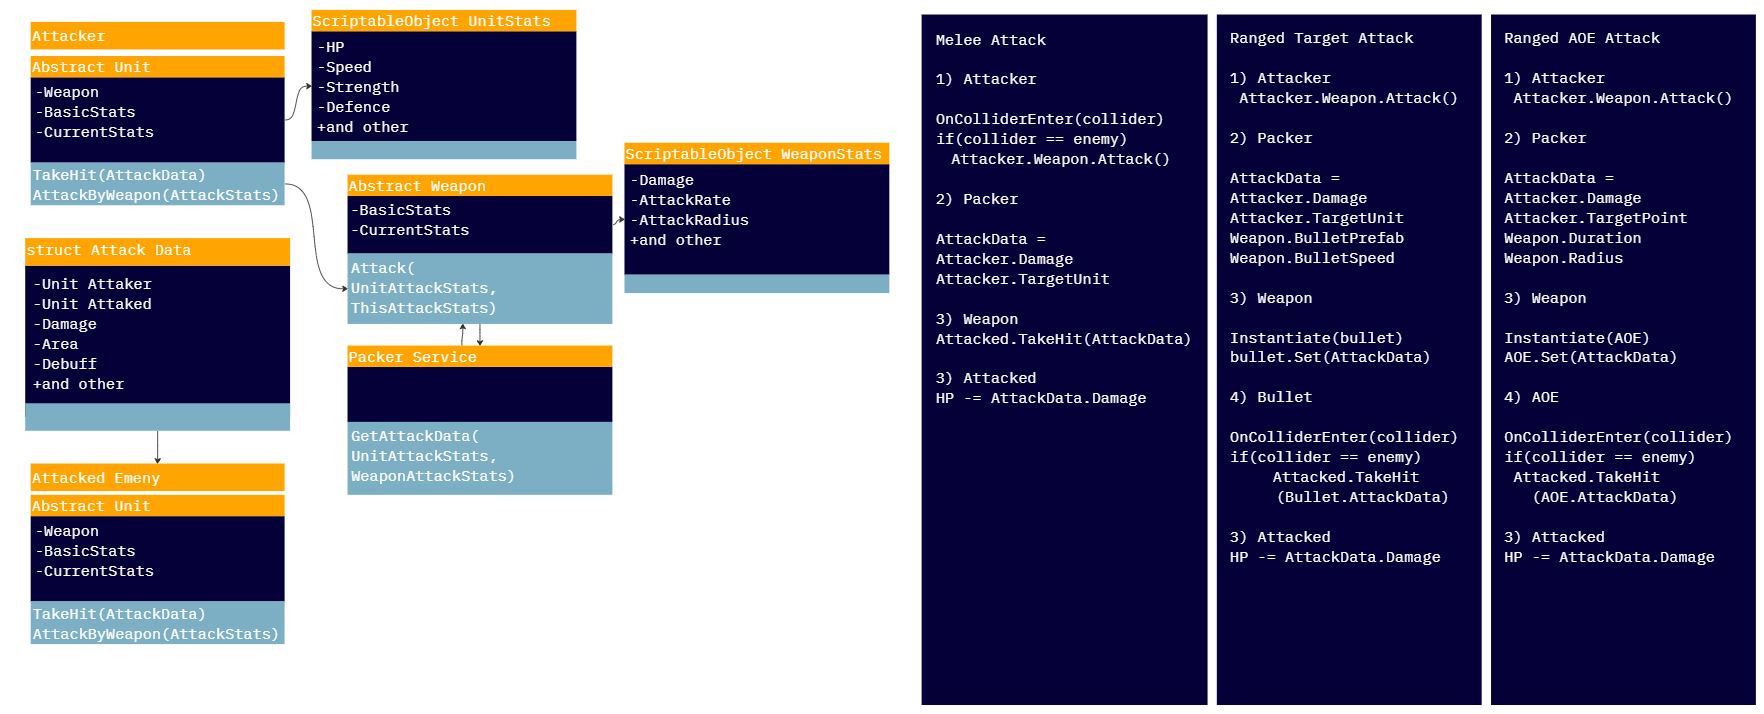 Attacker
Abstract Unit
-Weapon
-BasicStats
-CurrentStats
TakeHit(AttackData)
AttackByWeapon(AttackStats)
ScriptableObject UnitStats
-HP
-Speed
-Strength
-Defence
+and other
Abstract Weapon
-BasicStats
-CurrentStats
Attack(
UnitAttackStats,
ThisAttackStats)
ScriptableObject WeaponStats
-Damage
-AttackRate
-AttackRadius
+and other
struct Attack Data
-Unit Attaker
-Unit Attaked
-Damage
-Area
-Debuff
+and other
Packer Service
GetAttackData(
UnitAttackStats,
WeaponAttackStats)
Attacked Emeny
Abstract Unit
-Weapon
-BasicStats
-CurrentStats
TakeHit(AttackData)
AttackByWeapon(AttackStats)
Melee Attack
1) Attacker
OnColliderEnter(collider)
if(collider == enemy)
Attacker.Weapon.Attack()
2) Packer
AttackData =
Attacker.Damage
Attacker.TargetUnit
3) Weapon
Attacked.TakeHit(AttackData)
3) Attacked
HP -= AttackData.Damage
Ranged Target Attack
1) Attacker
Attacker.Weapon.Attack()
2) Packer
AttackData =
Attacker.Damage
Attacker.TargetUnit
Weapon.BulletPrefab
Weapon.BulletSpeed
3) Weapon
Instantiate(bullet)
bullet.Set(AttackData)
4) Bullet
OnColliderEnter(collider)
if(collider == enemy)
Attacked.TakeHit
(Bullet.AttackData)
3) Attacked
HP -= AttackData.Damage
Ranged AOE Attack
1) Attacker
Attacker.Weapon.Attack()
2) Packer
AttackData =
Attacker.Damage
Attacker.TargetPoint
Weapon.Duration
Weapon.Radius
3) Weapon
Instantiate(AOE)
AOE.Set(AttackData)
4) AOE
OnColliderEnter(collider)
if(collider == enemy)
Attacked.TakeHit
(AOE.AttackData)
3) Attacked
HP -= AttackData.Damage